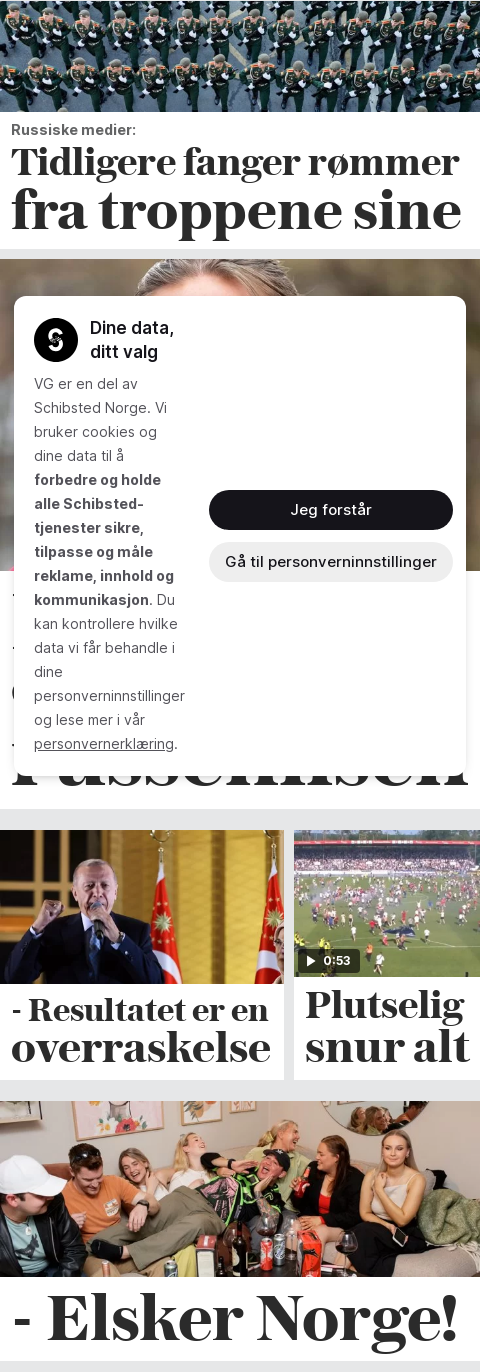 Russiske medier:
Tidligere fanger rømmer
fra troppene sine
Dine data,
ditt valg
VG er en del av
Schibsted Norge. Vi
bruker cookies og
dine data til å
forbedre og holde
alle Schibsted-
tjenester sikre,
tilpasse og måle
reklame, innhold og
kommunikasjon. Du
kan kontrollere hvilke
data vi får behandle i
dine
personverninnstillinger
og lese mer i vår
personvernerklæring.
Jeg forstår
Gå til personverninnstillinger
- Resultatet er en
overraskelse
0:53
Plutselig
snur alt
- Elsker Norge!